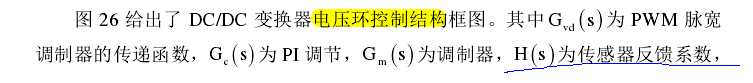 图 26 给出了 DC/DC 变换器电压环控制结构框图。其中 G_vd(s)为 PWM 脉宽
调制器的传递函数，G_c(s)为 PI 调节，G_m(s)为调制器，H(s)为传感器反馈系数，